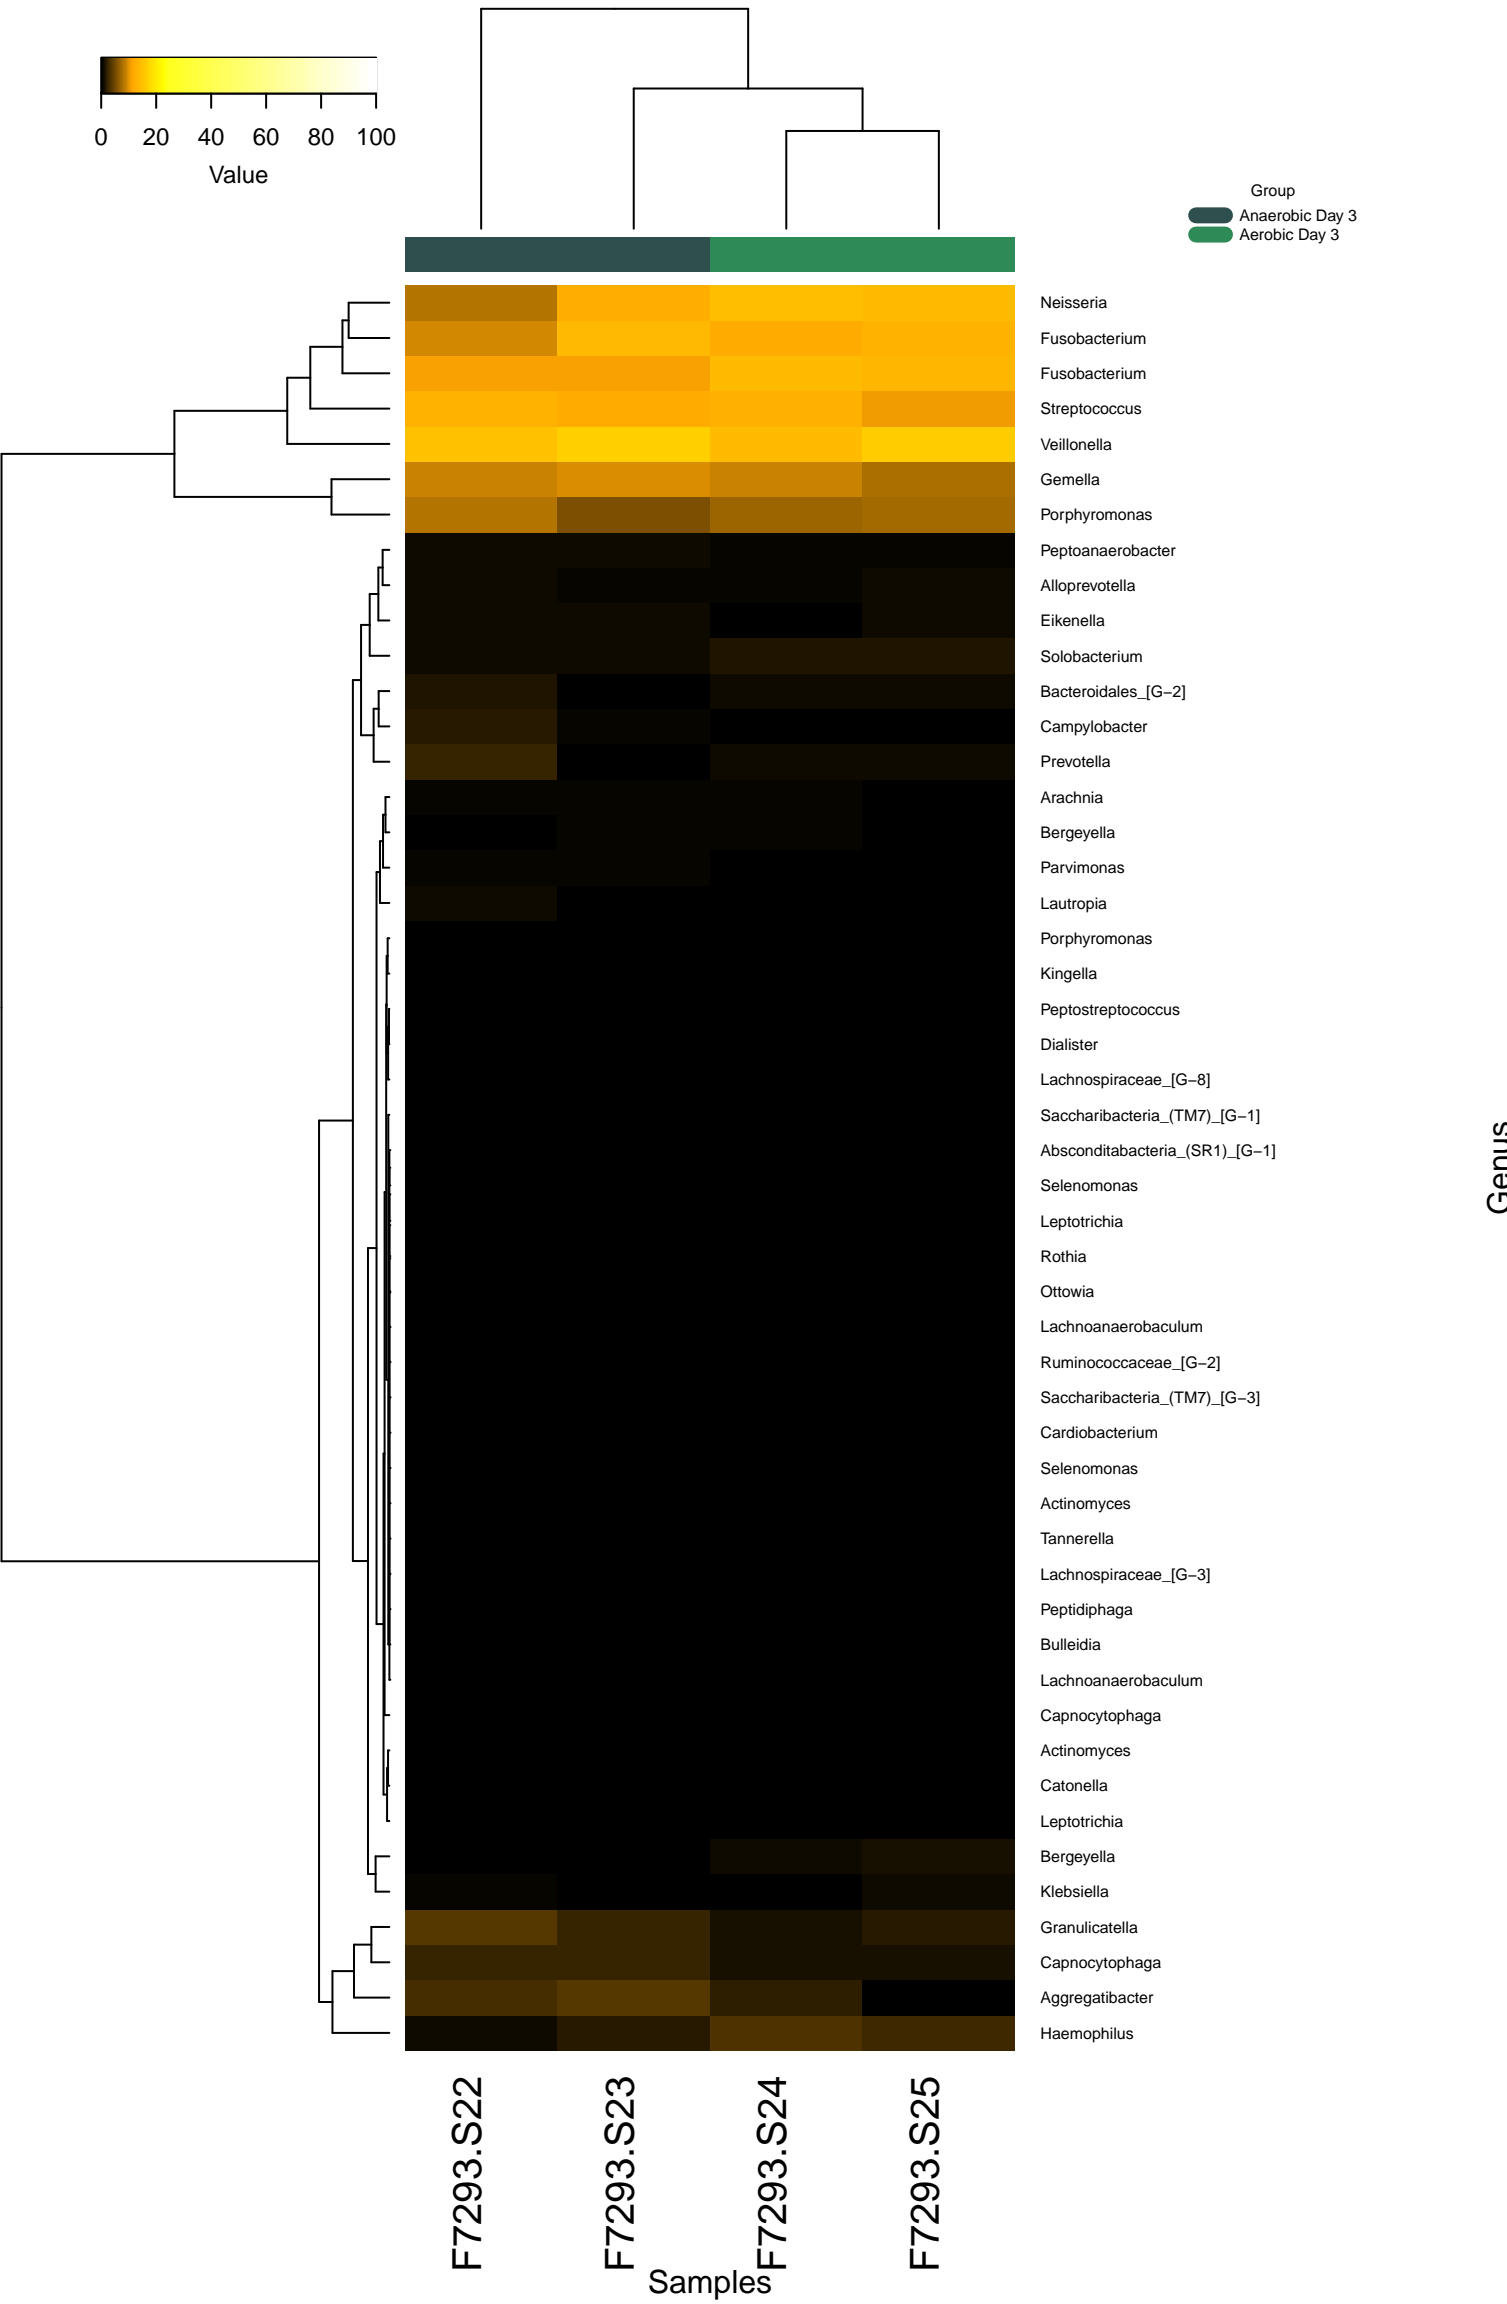 0 20 40 60 80 100
Value
Group
Anaerobic Day 3
Aerobic Day 3
Neisseria
Fusobacterium
Fusobacterium
Streptococcus
Veillonella
Gemella
Porphyromonas
Peptoanaerobacter
Alloprevotella
Eikenella
Solobacterium
Bacteroidales_[G−2]
Campylobacter
Prevotella
Arachnia
Bergeyella
Parvimonas
Lautropia
Porphyromonas
Kingella
Peptostreptococcus
Dialister
Lachnospiraceae_[G−8]
Saccharibacteria_(TM7)_[G−1]
Absconditabacteria_(SR1)_[G−1]
Selenomonas
Leptotrichia
Rothia
Ottowia
Lachnoanaerobaculum
Ruminococcaceae_[G−2]
Saccharibacteria_(TM7)_[G−3]
Cardiobacterium
Selenomonas
Actinomyces
Tannerella
Lachnospiraceae_[G−3]
Peptidiphaga
Bulleidia
Lachnoanaerobaculum
Capnocytophaga
Actinomyces
Catonella
Leptotrichia
Bergeyella
Klebsiella
Granulicatella
Capnocytophaga
Aggregatibacter
Haemophilus
Genus
F7293.S22
F7293.S23
F7293.S24
F7293.S25
Samples